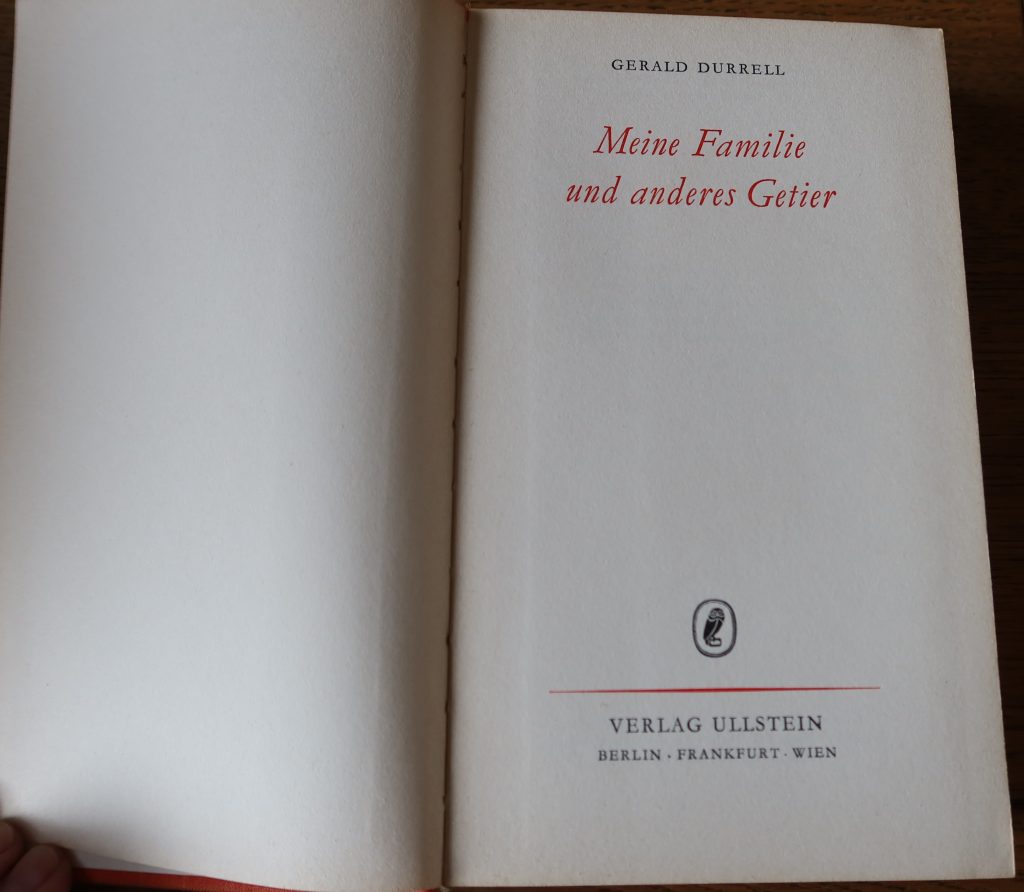 GERALD DURRELL
Meine Familie
und anderes Getier
VERLAG ULLSTEIN
BERLIN · FRANKFURT · WIEN